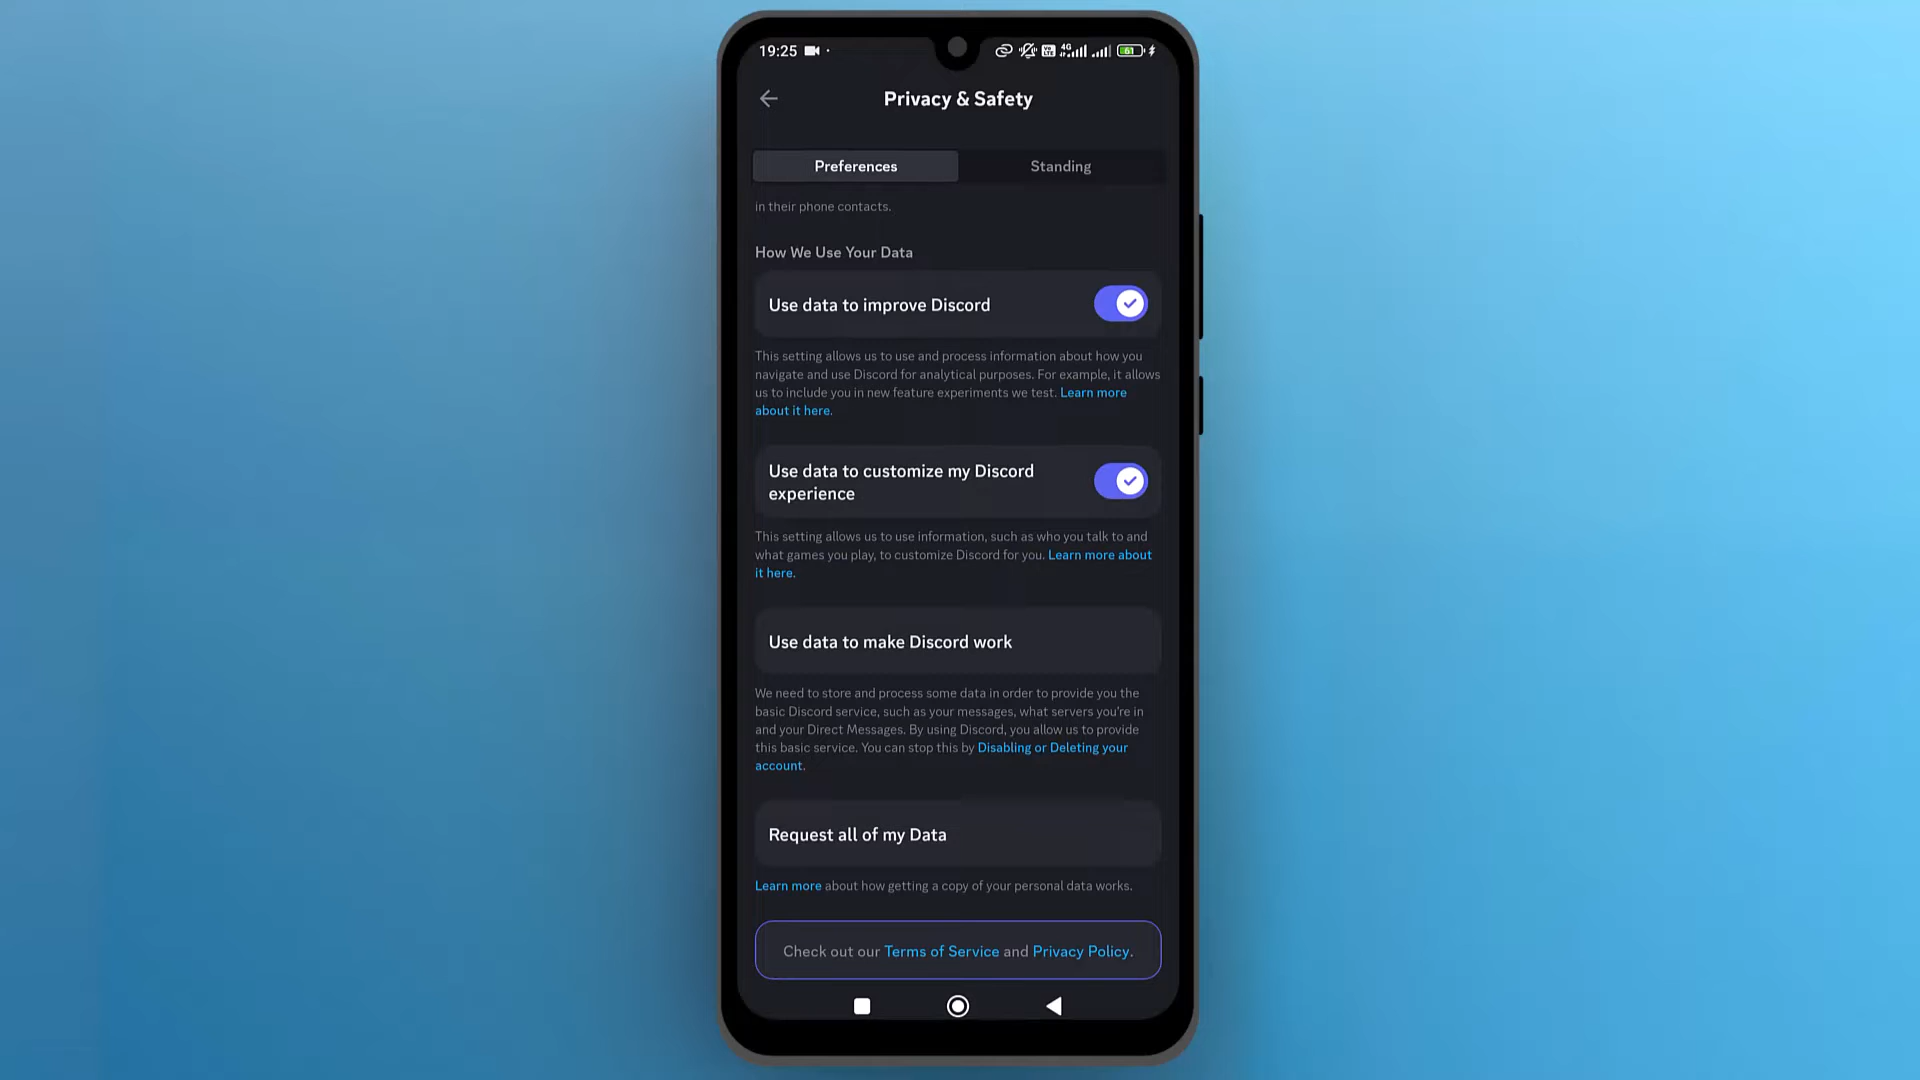 19:25
4G
61
Privacy & Safety
Preferences
Standing
in their phone contacts.
How We Use Your Data
Use data to improve Discord
This setting allows us to use and process information about how you
navigate and use Discord for analytical purposes. For example, it allows
us to include you in new feature experiments we test. Learn more
about it here.
Use data to customize my Discord
experience
This setting allows us to use information, such as who you talk to and
what games you play, to customize Discord for you. Learn more about
it here.
Use data to make Discord work
We need to store and process some data in order to provide you the
basic Discord service, such as your messages, what servers you're in
and your Direct Messages. By using Discord, you allow us to provide
this basic service. You can stop this by Disabling or Deleting your
account.
Request all of my Data
Learn more about how getting a copy of your personal data works.
Check out our Terms of Service and Privacy Policy.